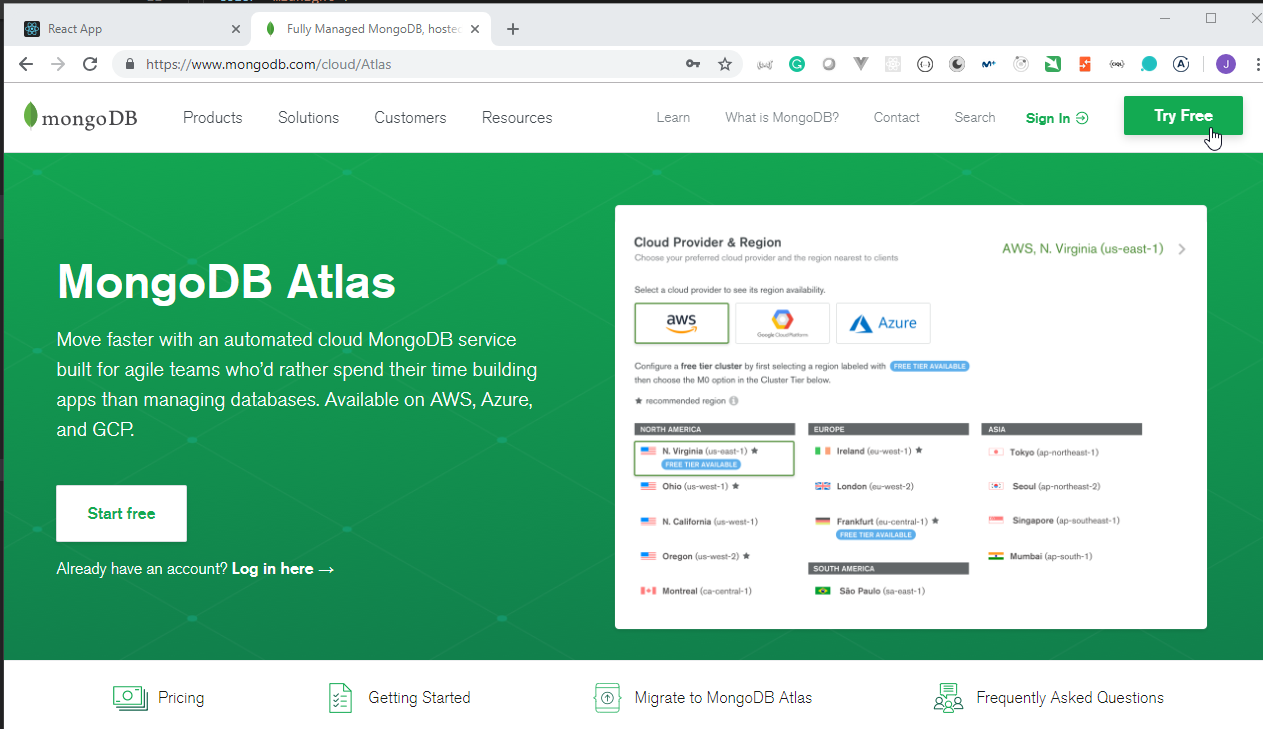 React App
Fully Managed MongoDB, hosted
https://www.mongodb.com/cloud/Atlas
J
mongoDB
Products
Solutions
Customers
Resources
Learn
What is MongoDB?
Contact
Search
Sign In
Try Free
MongoDB Atlas
Move faster with an automated cloud MongoDB service
built for agile teams who'd rather spend their time building
apps than managing databases. Available on AWS, Azure,
and GCP.
Start free
Already have an account? Log in here →
Cloud Provider & Region
Choose your preferred cloud provider and the region nearest to clients
AWS, N. Virginia (us-east-1)
Select a cloud provider to see its region availability.
aws
Google Cloud Platform
Azure
Configure a free tier cluster by first selecting a region labeled with FREE TIER AVAILABLE
then choose the M0 option in the Cluster Tier below.
★ recommended region
NORTH AMERICA
N. Virginia (us-east-1) ★
FREE TIER AVAILABLE
Ohio (us-west-1) ★
N. California (us-west-1)
Oregon (us-west-2) ★
Montreal (ca-central-1)
EUROPE
Ireland (eu-west-1) ★
London (eu-west-2)
Frankfurt (eu-central-1) ★
FREE TIER AVAILABLE
SOUTH AMERICA
São Paulo (sa-east-1)
ASIA
Tokyo (ap-northeast-1)
Seoul (ap-northeast-2)
Singapore (ap-southeast-1)
Mumbai (ap-south-1)
Pricing
Getting Started
Migrate to MongoDB Atlas
Frequently Asked Questions